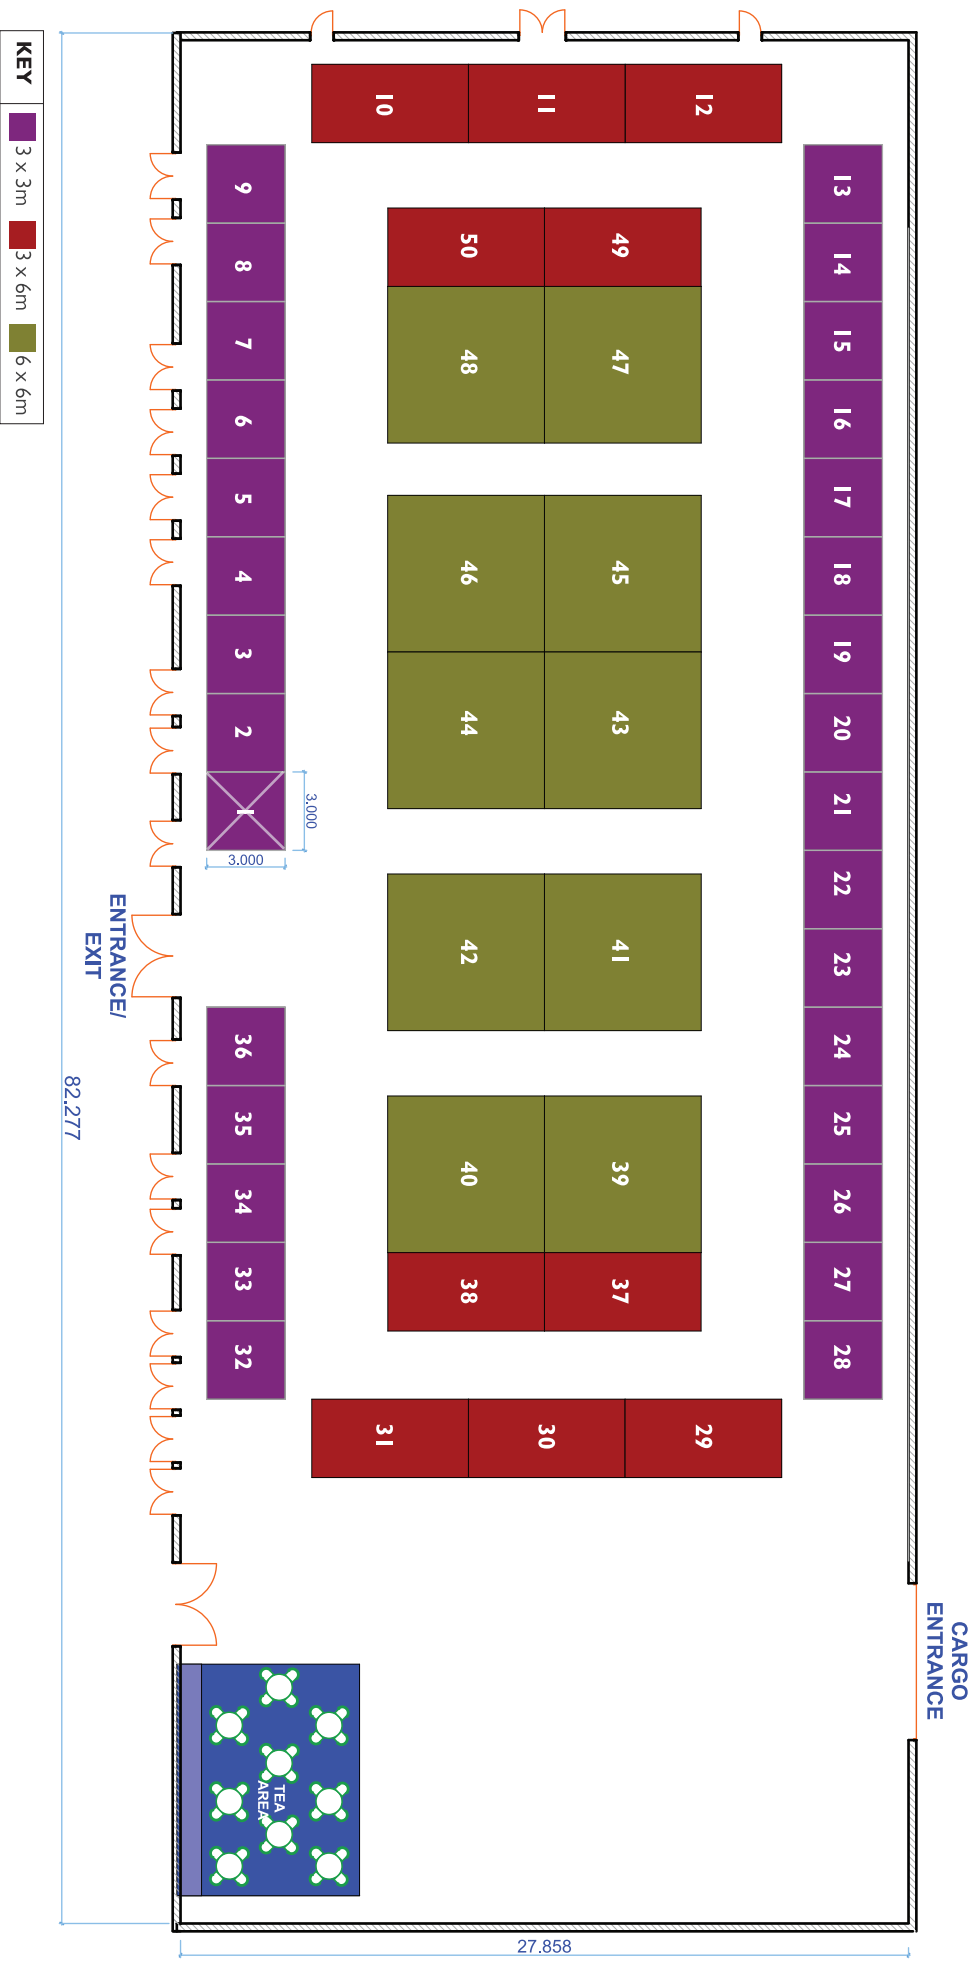 KEY
3 x 3m
3 x 6m
6 x 6m
CARGO
ENTRANCE
13 14 15 16 17 18 19 20 21 22 23 24 25 26 27 28
12
11
10
49 47 45 43 41 39 37
50 48 46 44 42 40 38
29
30
31
9 8 7 6 5 4 3 2 1
36 35 34 33 32
3.000
3.000
ENTRANCE/
EXIT
TEA
AREA
82.277
27.858